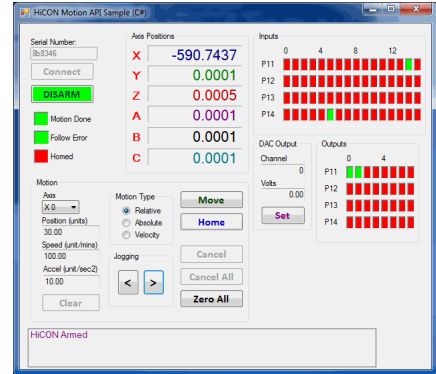 HiCON Motion API Sample (C#)
Serial Number:
8b8346
Connect
DISARM
Motion Done
Follow Error
Homed
Axis Positions
X -590.7437
Y 0.0001
Z 0.0005
A 0.0001
B 0.0001
C 0.0001
Inputs
0 4 8 12
P11
P12
P13
P14
DAC Output
Channel
0
Volts
0.00
Set
Outputs
0 4
P11
P12
P13
P14
Motion
Axis
X 0
Position (units)
30.00
Speed (unit/mins)
100.00
Accel (unit/sec2)
10.00
Clear
Motion Type
Relative
Absolute
Velocity
Jogging
< >
Move
Home
Cancel
Cancel All
Zero All
HiCON Armed